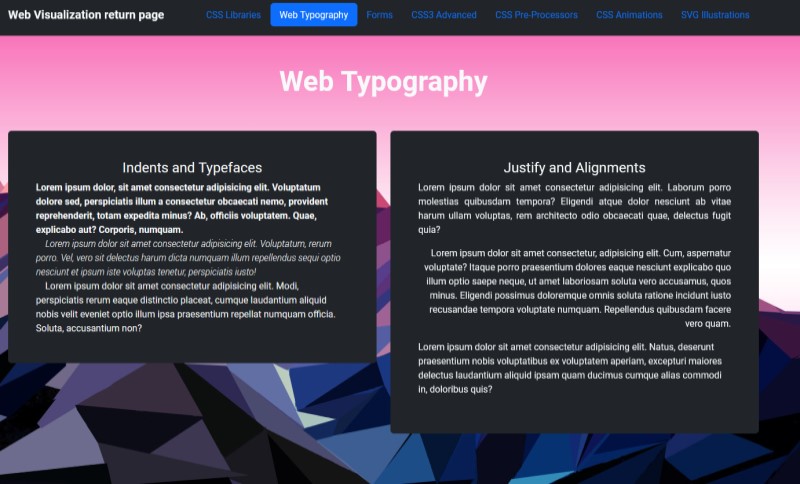 Web Visualization return page
CSS Libraries
Web Typography
Forms
CSS3 Advanced
CSS Pre-Processors
CSS Animations
SVG Illustrations
Web Typography
Indents and Typefaces
Lorem ipsum dolor, sit amet consectetur adipisicing elit. Voluptatum
dolore sed, perspiciatis illum a consectetur obcaecati nemo, provident
reprehenderit, totam expedita minus? Ab, officiis voluptatem. Quae,
explicabo aut? Corporis, numquam.
Lorem ipsum dolor sit amet consectetur adipisicing elit. Voluptatum, rerum
porro. Vel, vero sit delectus harum dicta numquam illum repellendus sequi optio
nesciunt et ipsum iste voluptas tenetur, perspiciatis iusto!
Lorem ipsum dolor sit amet consectetur adipisicing elit. Modi,
perspiciatis rerum eaque distinctio placeat, cumque laudantium aliquid
nobis velit eveniet optio illum ipsa praesentium repellat numquam officia.
Soluta, accusantium non?
Justify and Alignments
Lorem ipsum dolor sit amet consectetur adipisicing elit. Laborum porro
molestias quibusdam tempora? Eligendi atque dolor nesciunt ab vitae
harum ullam voluptas, rem architecto odio obcaecati quae, delectus fugit
quia?
Lorem ipsum dolor sit amet consectetur, adipisicing elit. Cum, aspernatur
voluptate? Itaque porro praesentium dolores eaque nesciunt explicabo quo
illum optio saepe neque, ut amet laboriosam soluta vero accusamus, quos
minus. Eligendi possimus doloremque omnis soluta ratione incidunt iusto
recusandae tempora voluptate numquam. Repellendus quibusdam facere
vero quam.
Lorem ipsum dolor sit amet consectetur adipisicing elit. Natus, deserunt
praesentium nobis voluptatibus ex voluptatem aperiam, excepturi maiores
delectus laudantium aliquid ipsam quam ducimus cumque alias commodi
in, doloribus quis?